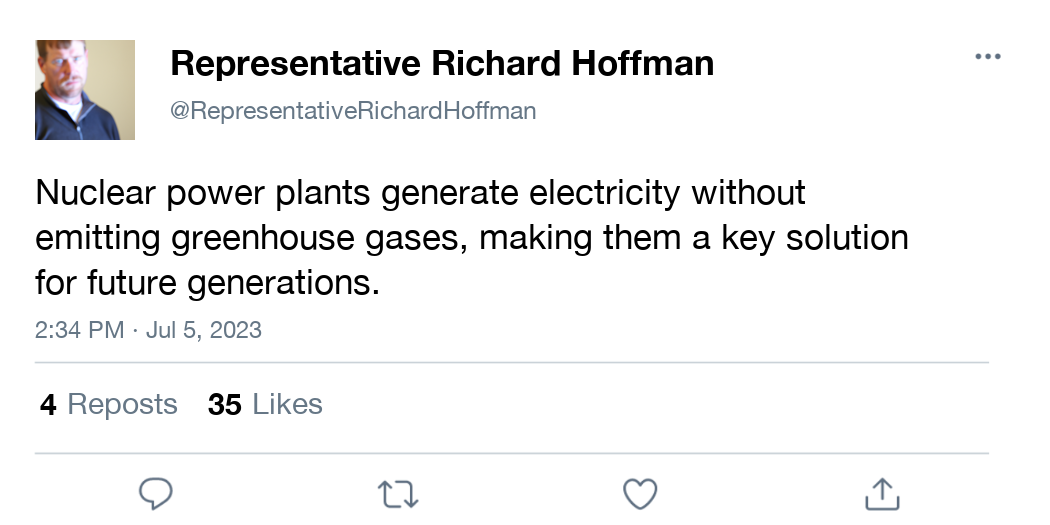 Representative Richard Hoffman
@RepresentativeRichardHoffman
Nuclear power plants generate electricity without
emitting greenhouse gases, making them a key solution
for future generations.
2:34 PM · Jul 5, 2023
4 Reposts 35 Likes